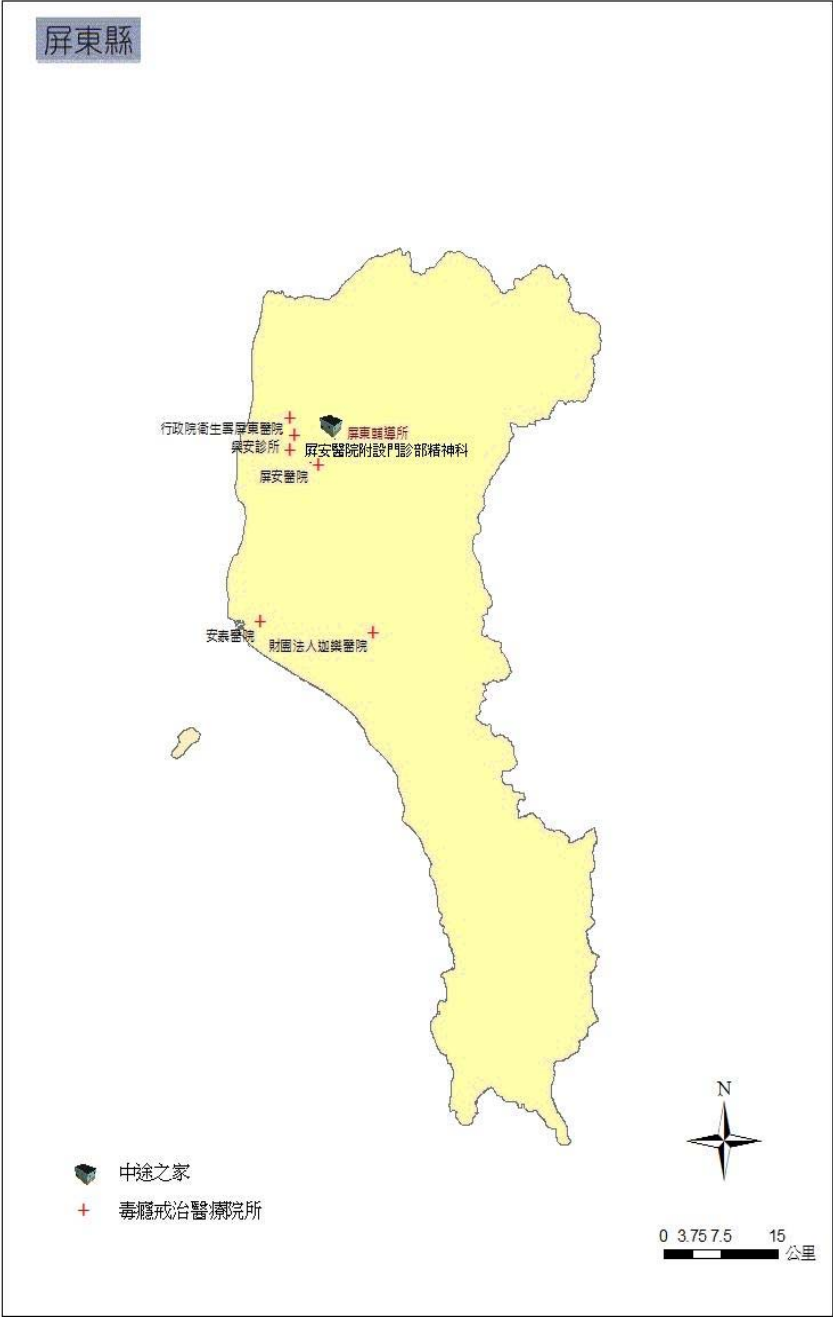 屏東縣
行政院衛生署屏東醫院
屏東輔導所
樂安診所
屏安醫院附設門診部精神科
屏安醫院
安泰醫院
財團法人迦樂醫院
N
中途之家
毒癮戒治醫療院所
0 3.75 7.5 15
公里